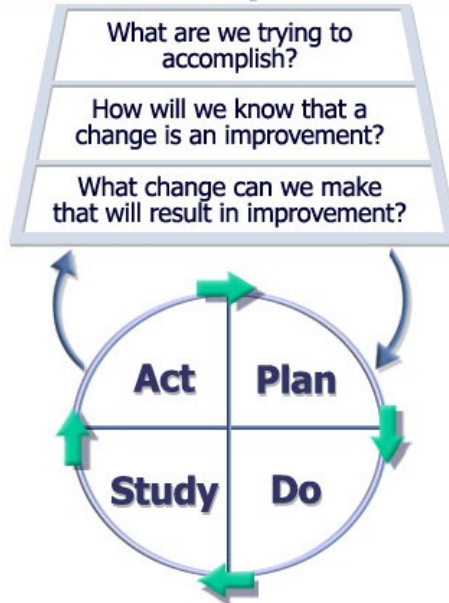 What are we trying to
accomplish?
How will we know that a
change is an improvement?
What change can we make
that will result in improvement?
Act
Plan
Study
Do